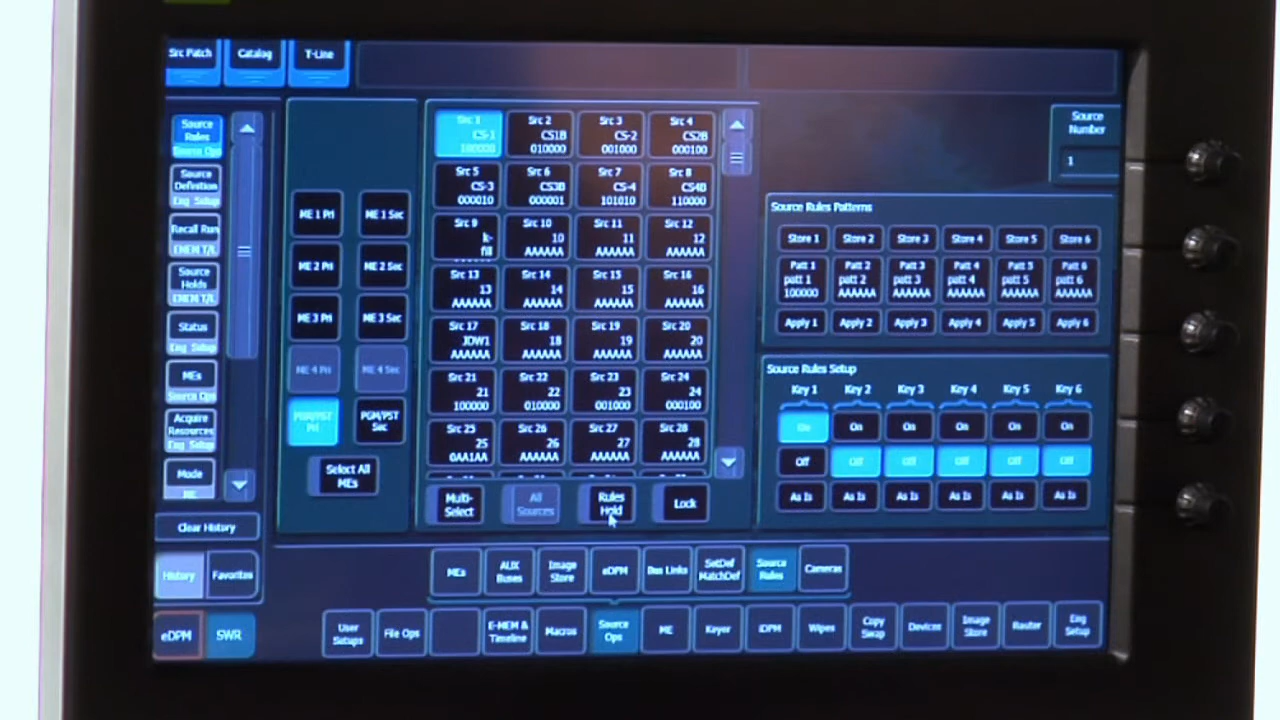 Src Patch
Catalog
T-Line
Source
Rules
Source Ops
Source
Definition
Eng Setup
Recall Run
EMEM T/L
Source
Holds
EMEM T/L
Status
Eng Setup
MEs
Source Ops
Acquire
Resources
Eng Setup
Mode
Clear History
History
Favorites
eDPM
SWR
ME 1 Pri
ME 1 Sec
ME 2 Pri
ME 2 Sec
ME 3 Pri
ME 3 Sec
ME 4 Pri
ME 4 Sec
PGM/PST
Pri
PGM/PST
Sec
Select All
MEs
Src 1
CS-1
100000
Src 2
CS1B
010000
Src 3
CS-2
001000
Src 4
CS2B
000100
Src 5
CS-3
000010
Src 6
CS3B
000001
Src 7
CS-4
101010
Src 8
CS4B
110000
Src 9
k-
fill
Src 10
10
AAAAAA
Src 11
11
AAAAAA
Src 12
12
AAAAAA
Src 13
13
AAAAAA
Src 14
14
AAAAAA
Src 15
15
AAAAAA
Src 16
16
AAAAAA
Src 17
JOW1
AAAAAA
Src 18
18
AAAAAA
Src 19
19
AAAAAA
Src 20
20
AAAAAA
Src 21
21
100000
Src 22
22
010000
Src 23
23
001000
Src 24
24
000100
Src 25
25
0AA1AA
Src 26
26
AAAAAA
Src 27
27
AAAAAA
Src 28
28
AAAAAA
Multi-
Select
All
Sources
Rules
Hold
Lock
Source
Number
1
Source Rules Patterns
Store 1
Store 2
Store 3
Store 4
Store 5
Store 6
Patt 1
patt 1
100000
Patt 2
patt 2
AAAAAA
Patt 3
patt 3
AAAAAA
Patt 4
patt 4
AAAAAA
Patt 5
patt 5
AAAAAA
Patt 6
patt 6
AAAAAA
Apply 1
Apply 2
Apply 3
Apply 4
Apply 5
Apply 6
Source Rules Setup
Key 1
Key 2
Key 3
Key 4
Key 5
Key 6
On
On
On
On
On
On
Off
Off
Off
Off
Off
Off
As Is
As Is
As Is
As Is
As Is
As Is
MEs
AUX
Buses
Image
Store
eDPM
Bus Links
SetDef
MatchDef
Source
Rules
Cameras
User
Setups
File Ops
E-MEM &
Timeline
Macros
Source
Ops
ME
Keyer
iDPM
Wipes
Copy
Swap
Devices
Image
Store
Router
Eng
Setup